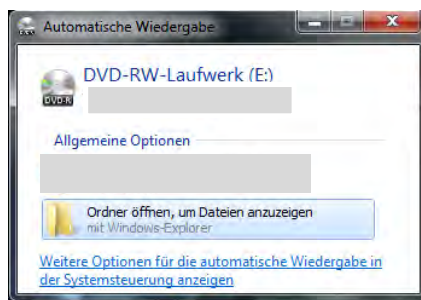 Automatische Wiedergabe
DVD-RW-Laufwerk (E:)
DVD-R
Allgemeine Optionen
Ordner öffnen, um Dateien anzuzeigen
mit Windows-Explorer
Weitere Optionen für die automatische Wiedergabe in
der Systemsteuerung anzeigen